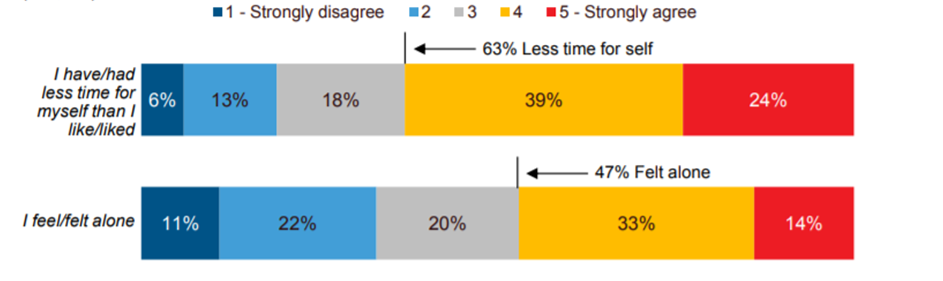 1 - Strongly disagree 2 3 4 5 - Strongly agree
63% Less time for self
I have/had
less time for
myself than I
like/liked
6% 13% 18% 39% 24%
47% Felt alone
I feel/felt alone
11% 22% 20% 33% 14%